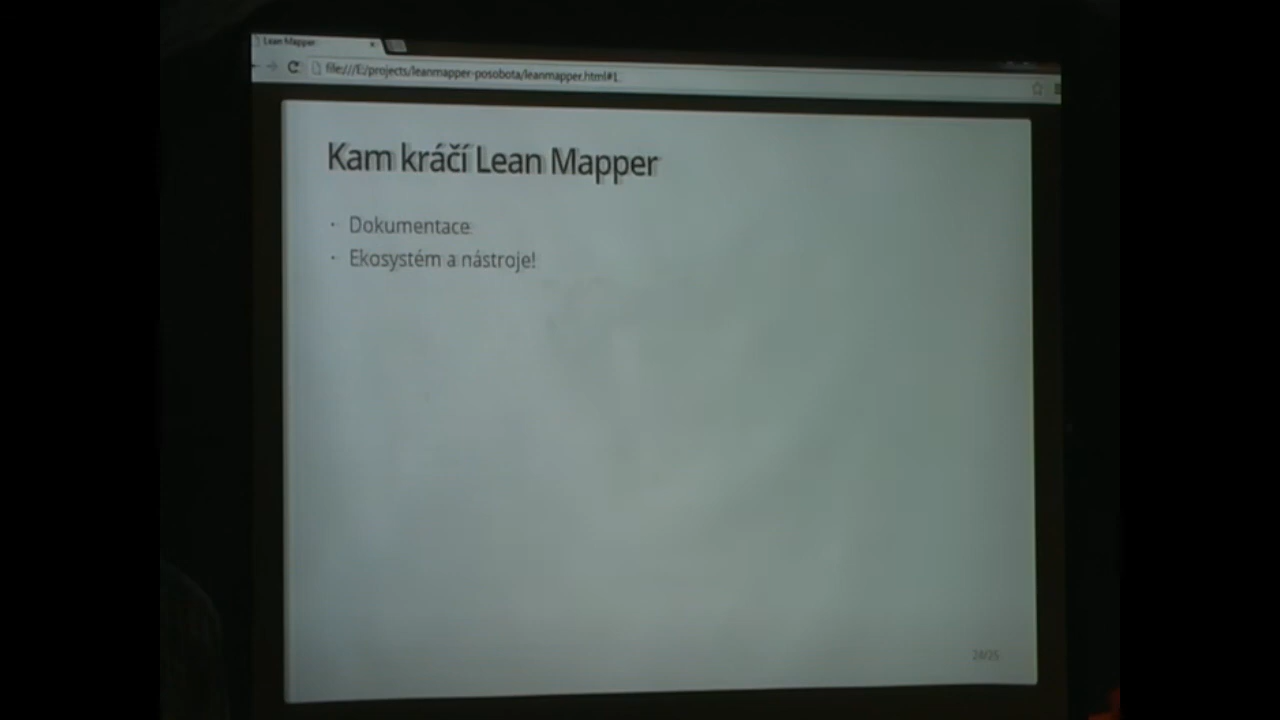 Lean Mapper
file:///E:/projects/leanmapper-posobota/leanmapper.html#1
Kam kráčí Lean Mapper
· Dokumentace
· Ekosystém a nástroje!
24/25